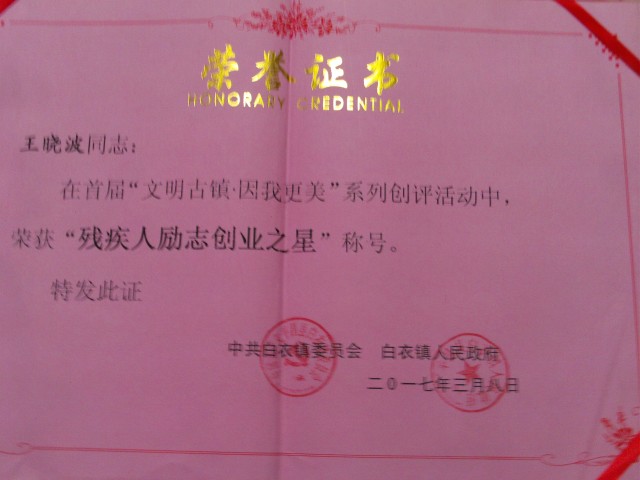 荣誉证书
HONORARY CREDENTIAL
王晓波同志：
在首届“文明古镇·因我更美”系列创评活动中，
荣获“残疾人励志创业之星”称号。
特发此证
中共白衣镇委员会 白衣镇人民政府
二〇一七年三月八日